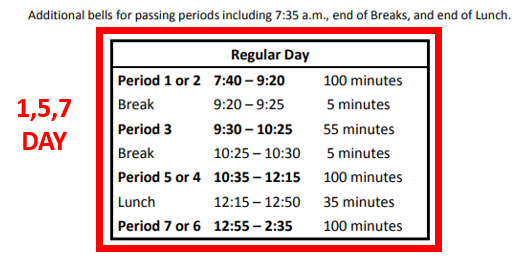 Additional bells for passing periods including 7:35 a.m., end of Breaks, and end of Lunch.
Regular Day
Period 1 or 2 7:40 – 9:20 100 minutes
Break 9:20 – 9:25 5 minutes
1,5,7
DAY
Period 3 9:30 – 10:25 55 minutes
Break 10:25 – 10:30 5 minutes
Period 5 or 4 10:35 – 12:15 100 minutes
Lunch 12:15 – 12:50 35 minutes
Period 7 or 6 12:55 – 2:35 100 minutes